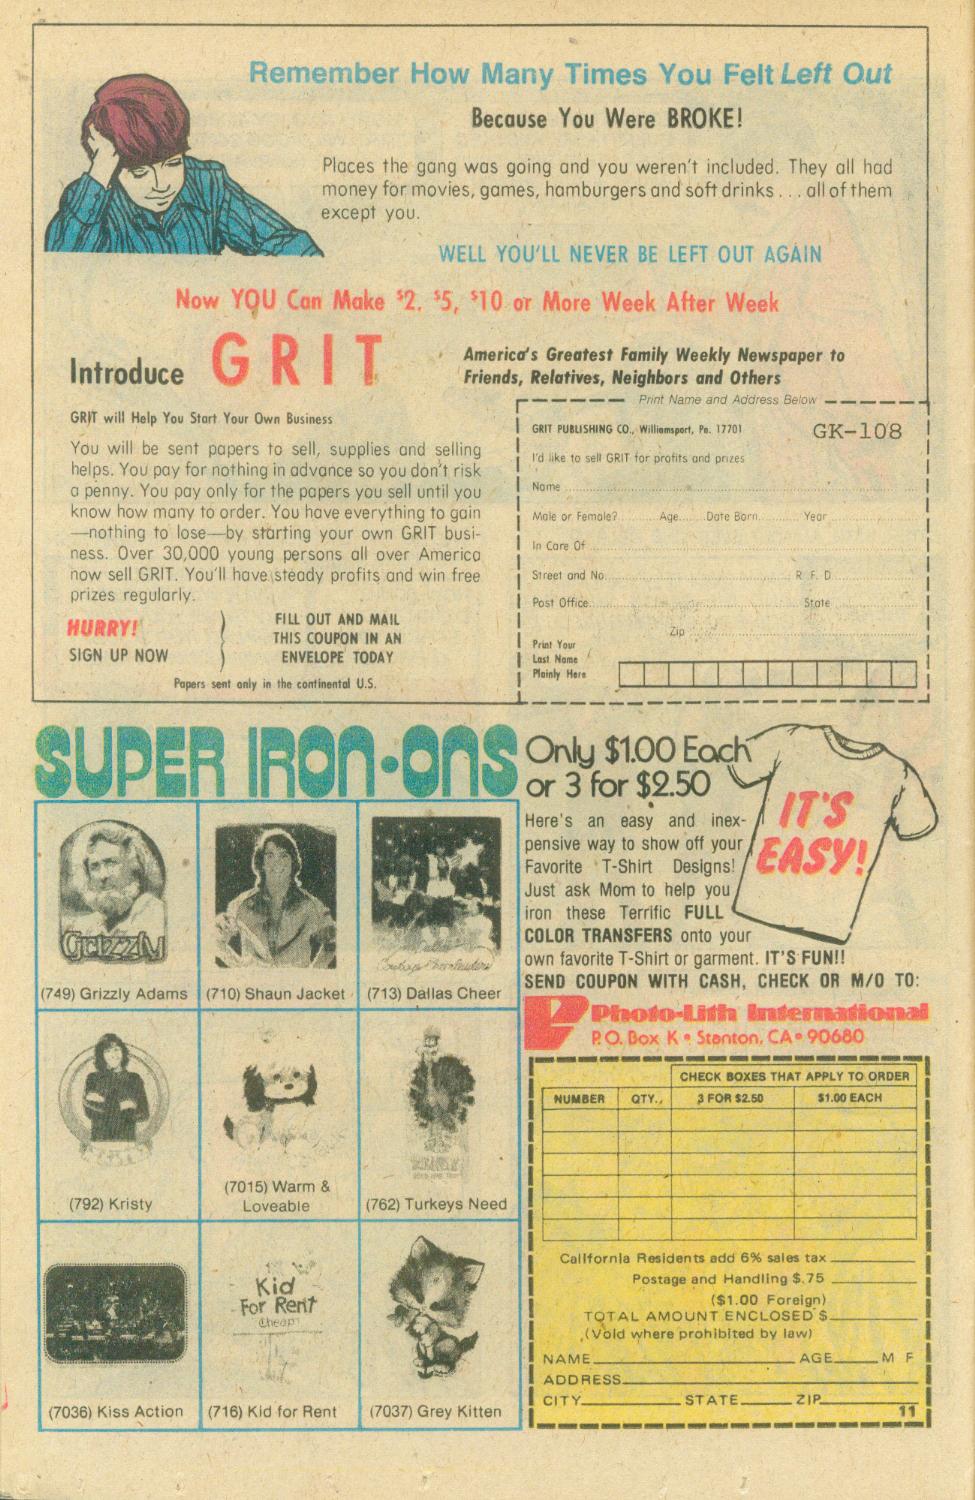 Remember How Many Times You Felt Left Out
Because You Were BROKE!
Places the gang was going and you weren't included. They all had
money for movies, games, hamburgers and soft drinks . . . all of them
except you.
WELL YOU'LL NEVER BE LEFT OUT AGAIN
Now YOU Can Make $2, $5, $10 or More Week After Week
Introduce GRIT
America's Greatest Family Weekly Newspaper to
Friends, Relatives, Neighbors and Others
GRIT will Help You Start Your Own Business
You will be sent papers to sell, supplies and selling
helps. You pay for nothing in advance so you don't risk
a penny. You pay only for the papers you sell until you
know how many to order. You have everything to gain
—nothing to lose—by starting your own GRIT busi-
ness. Over 30,000 young persons all over America
now sell GRIT. You'll have steady profits and win free
prizes regularly.
HURRY!
SIGN UP NOW
FILL OUT AND MAIL
THIS COUPON IN AN
ENVELOPE TODAY
Papers sent only in the continental U.S.
Print Name and Address Below
GRIT PUBLISHING CO., Williamsport, Pa. 17701
GK-108
I'd like to sell GRIT for profits and prizes
Name
Male or Female? Age Date Born Year
In Care Of
Street and No. R. F. D.
Post Office State
Zip
Print Your
Last Name
Plainly Here
SUPER IRON-ONS
Grizzly
(749) Grizzly Adams
(710) Shaun Jacket
(713) Dallas Cheer
(792) Kristy
(7015) Warm &
Loveable
(762) Turkeys Need
(7036) Kiss Action
Kid
For Rent
Cheap
(716) Kid for Rent
(7037) Grey Kitten
Only $1.00 Each
or 3 for $2.50
IT'S
EASY!
Here's an easy and inex-
pensive way to show off your
Favorite T-Shirt Designs!
Just ask Mom to help you
iron these Terrific FULL
COLOR TRANSFERS onto your
own favorite T-Shirt or garment. IT'S FUN!!
SEND COUPON WITH CASH, CHECK OR M/O TO:
Photo-Lith International
P.O. Box K • Stanton, CA • 90680
CHECK BOXES THAT APPLY TO ORDER
NUMBER QTY. 3 FOR $2.50 $1.00 EACH
California Residents add 6% sales tax
Postage and Handling $.75
($1.00 Foreign)
TOTAL AMOUNT ENCLOSED $
(Void where prohibited by law)
NAME AGE M F
ADDRESS
CITY STATE ZIP
11